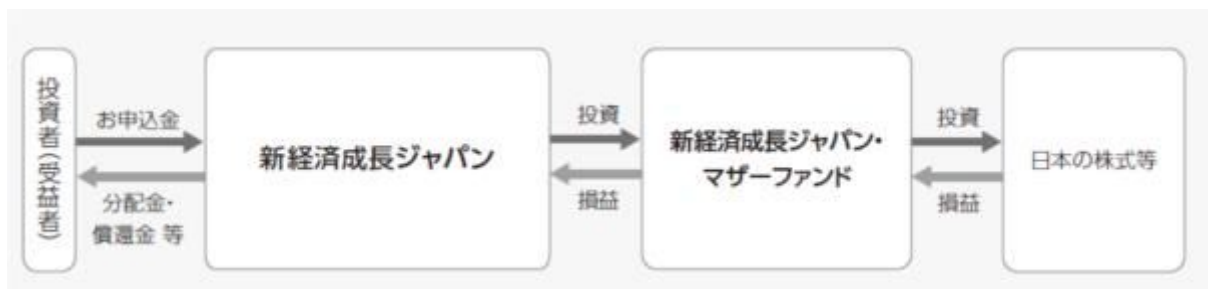 投資者(受益者)
お申込金
分配金・
償還金 等
新経済成長ジャパン
投資
損益
新経済成長ジャパン・
マザーファンド
投資
損益
日本の株式等